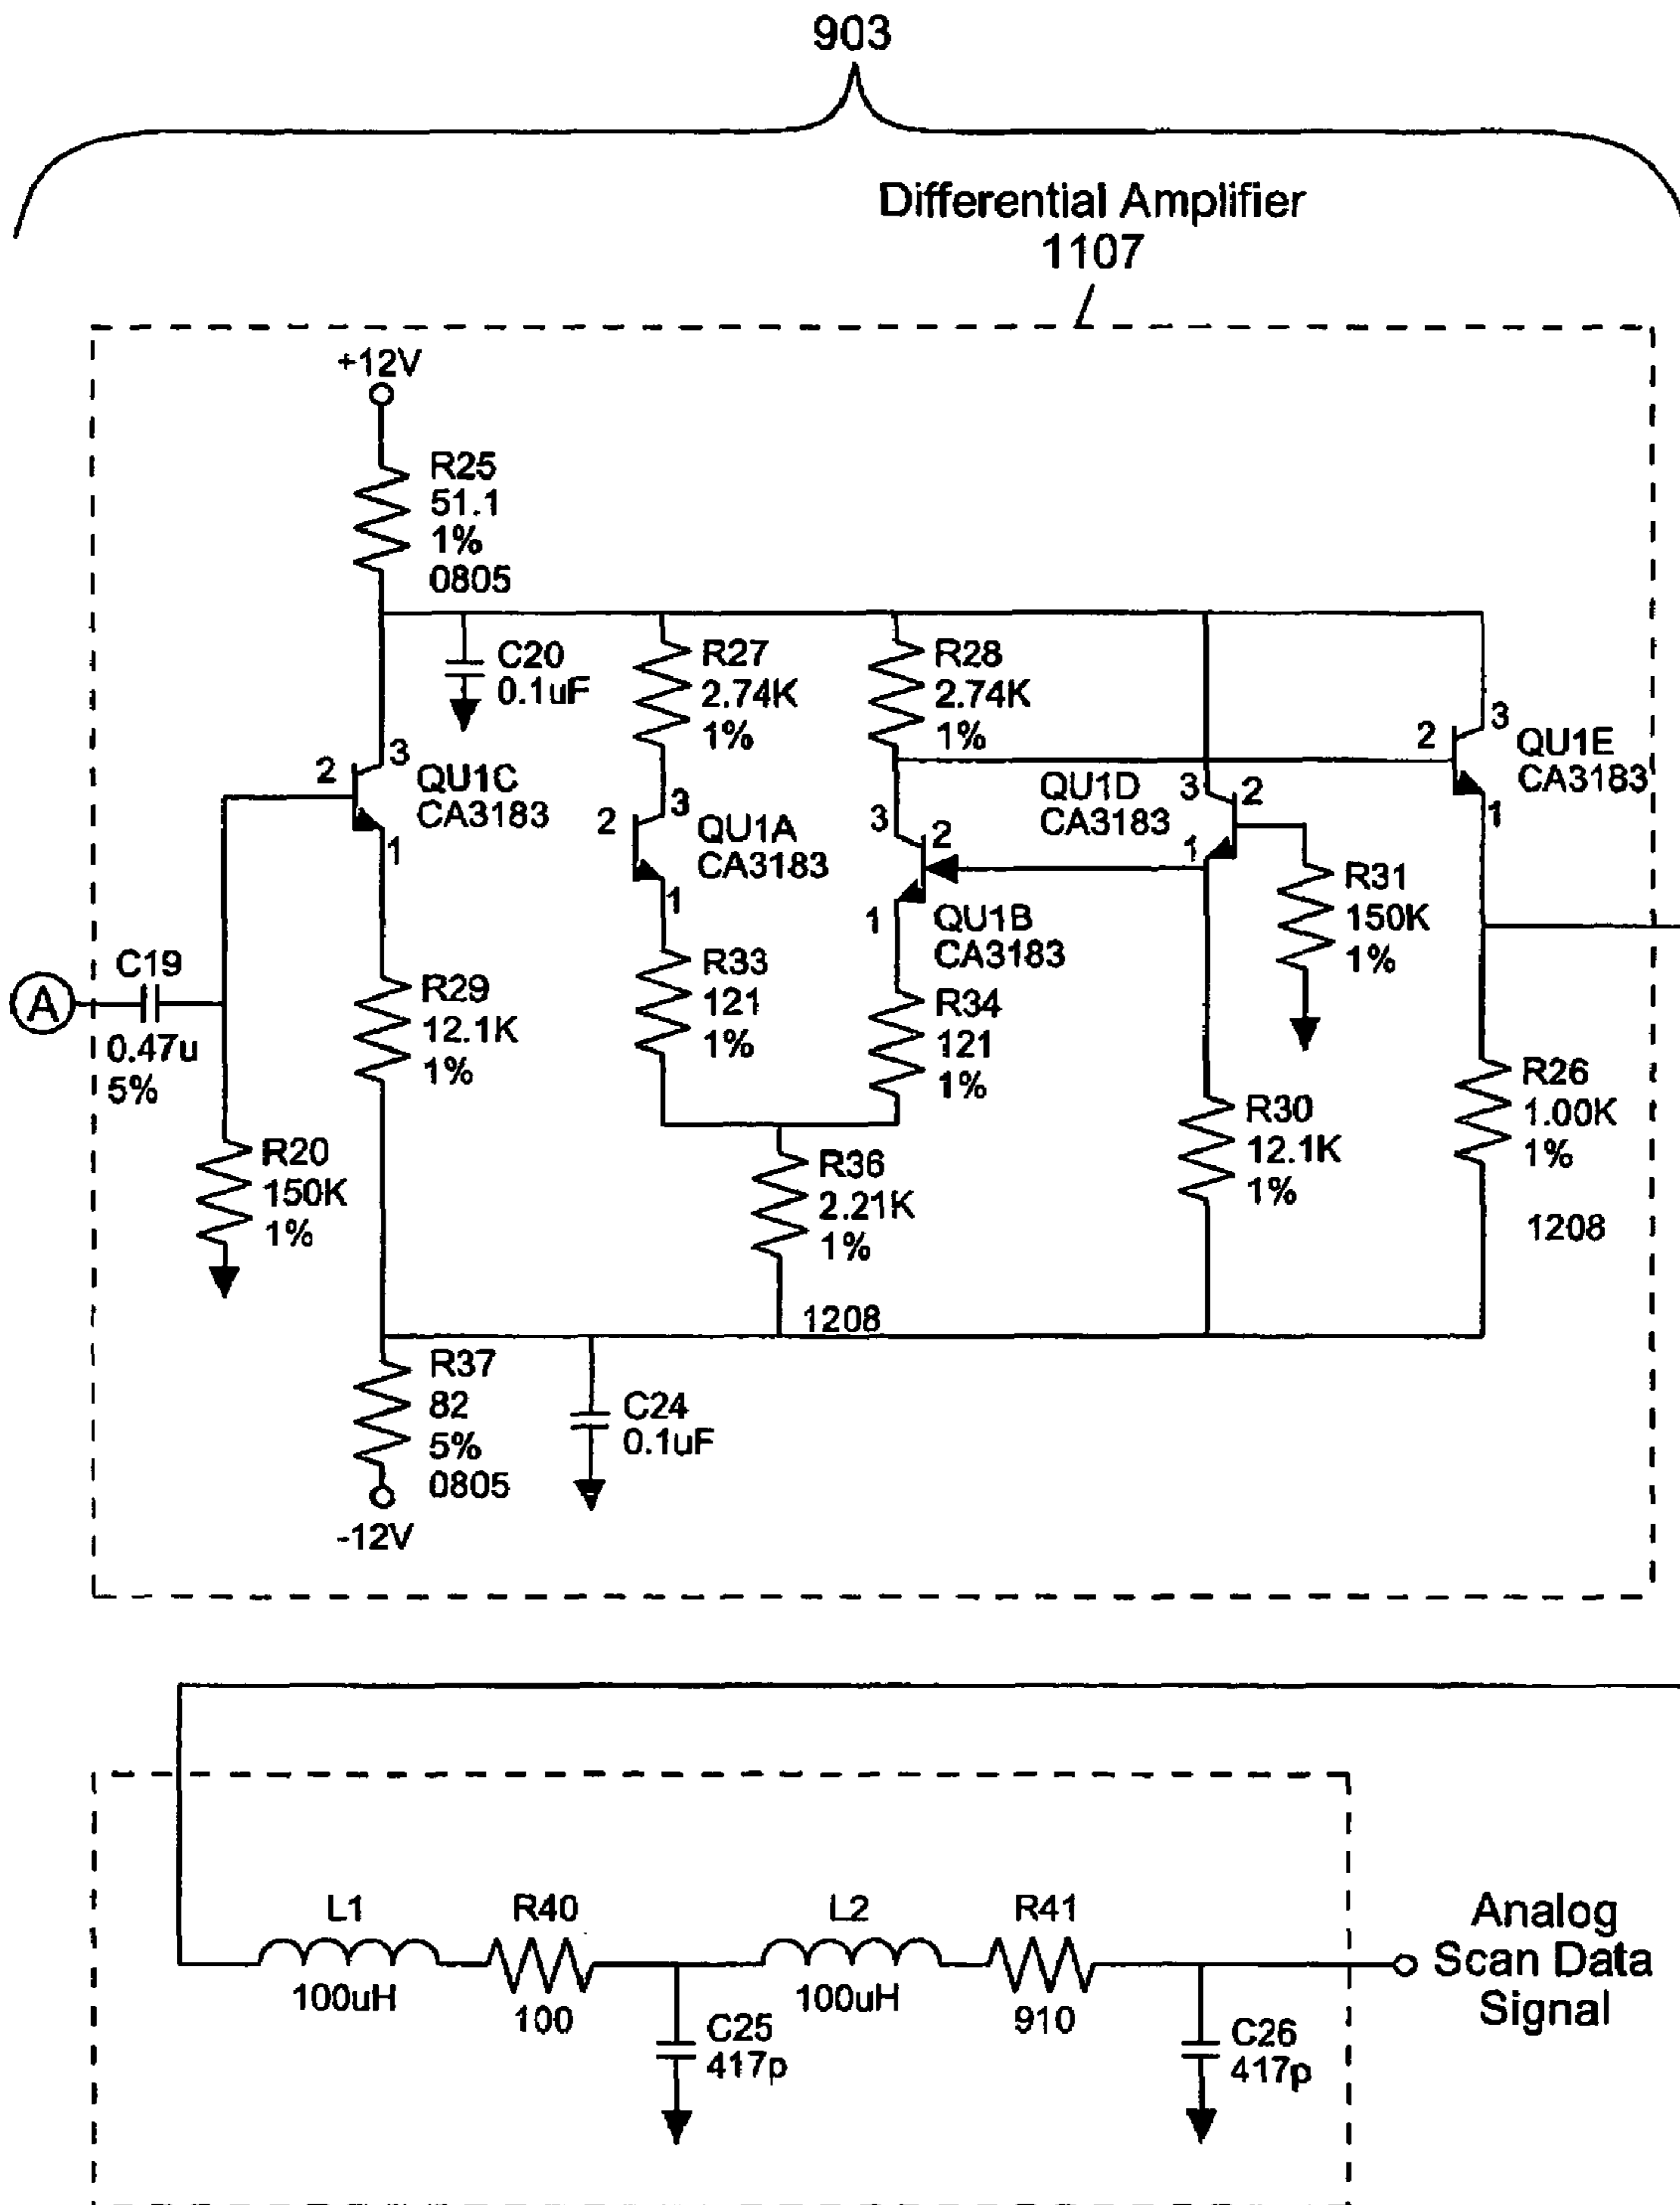 903
Differential Amplifier
1107
+12V
R25
51.1
1%
0805
C20
0.1uF
R27
2.74K
1%
R28
2.74K
1%
2
3
QU1C
CA3183
1
2
3
QU1A
CA3183
1
3
2
1
QU1B
CA3183
QU1D
CA3183
3
2
1
2
3
QU1E
CA3183
1
R31
150K
1%
A
C19
0.47u
5%
R29
12.1K
1%
R33
121
1%
R34
121
1%
R20
150K
1%
R36
2.21K
1%
1208
R30
12.1K
1%
R26
1.00K
1%
1208
R37
82
5%
0805
-12V
C24
0.1uF
L1
100uH
R40
100
C25
417p
L2
100uH
R41
910
C26
417p
Analog
Scan Data
Signal